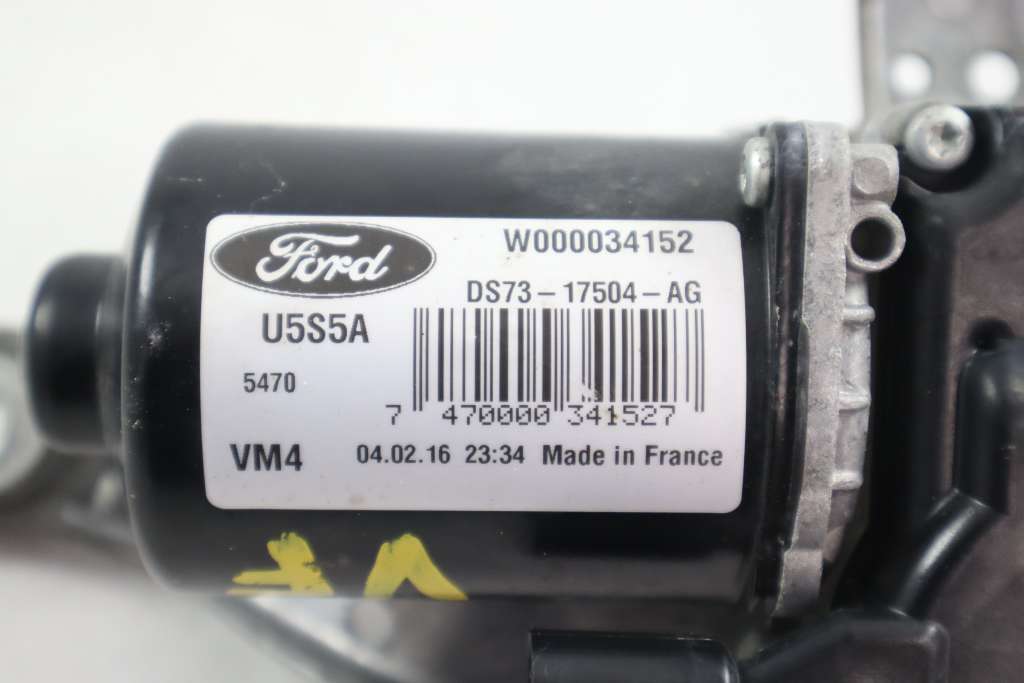 Ford
W000034152
DS73-17504-AG
U5S5A
5470
7 470000 341527
VM4 04.02.16 23:34 Made in France